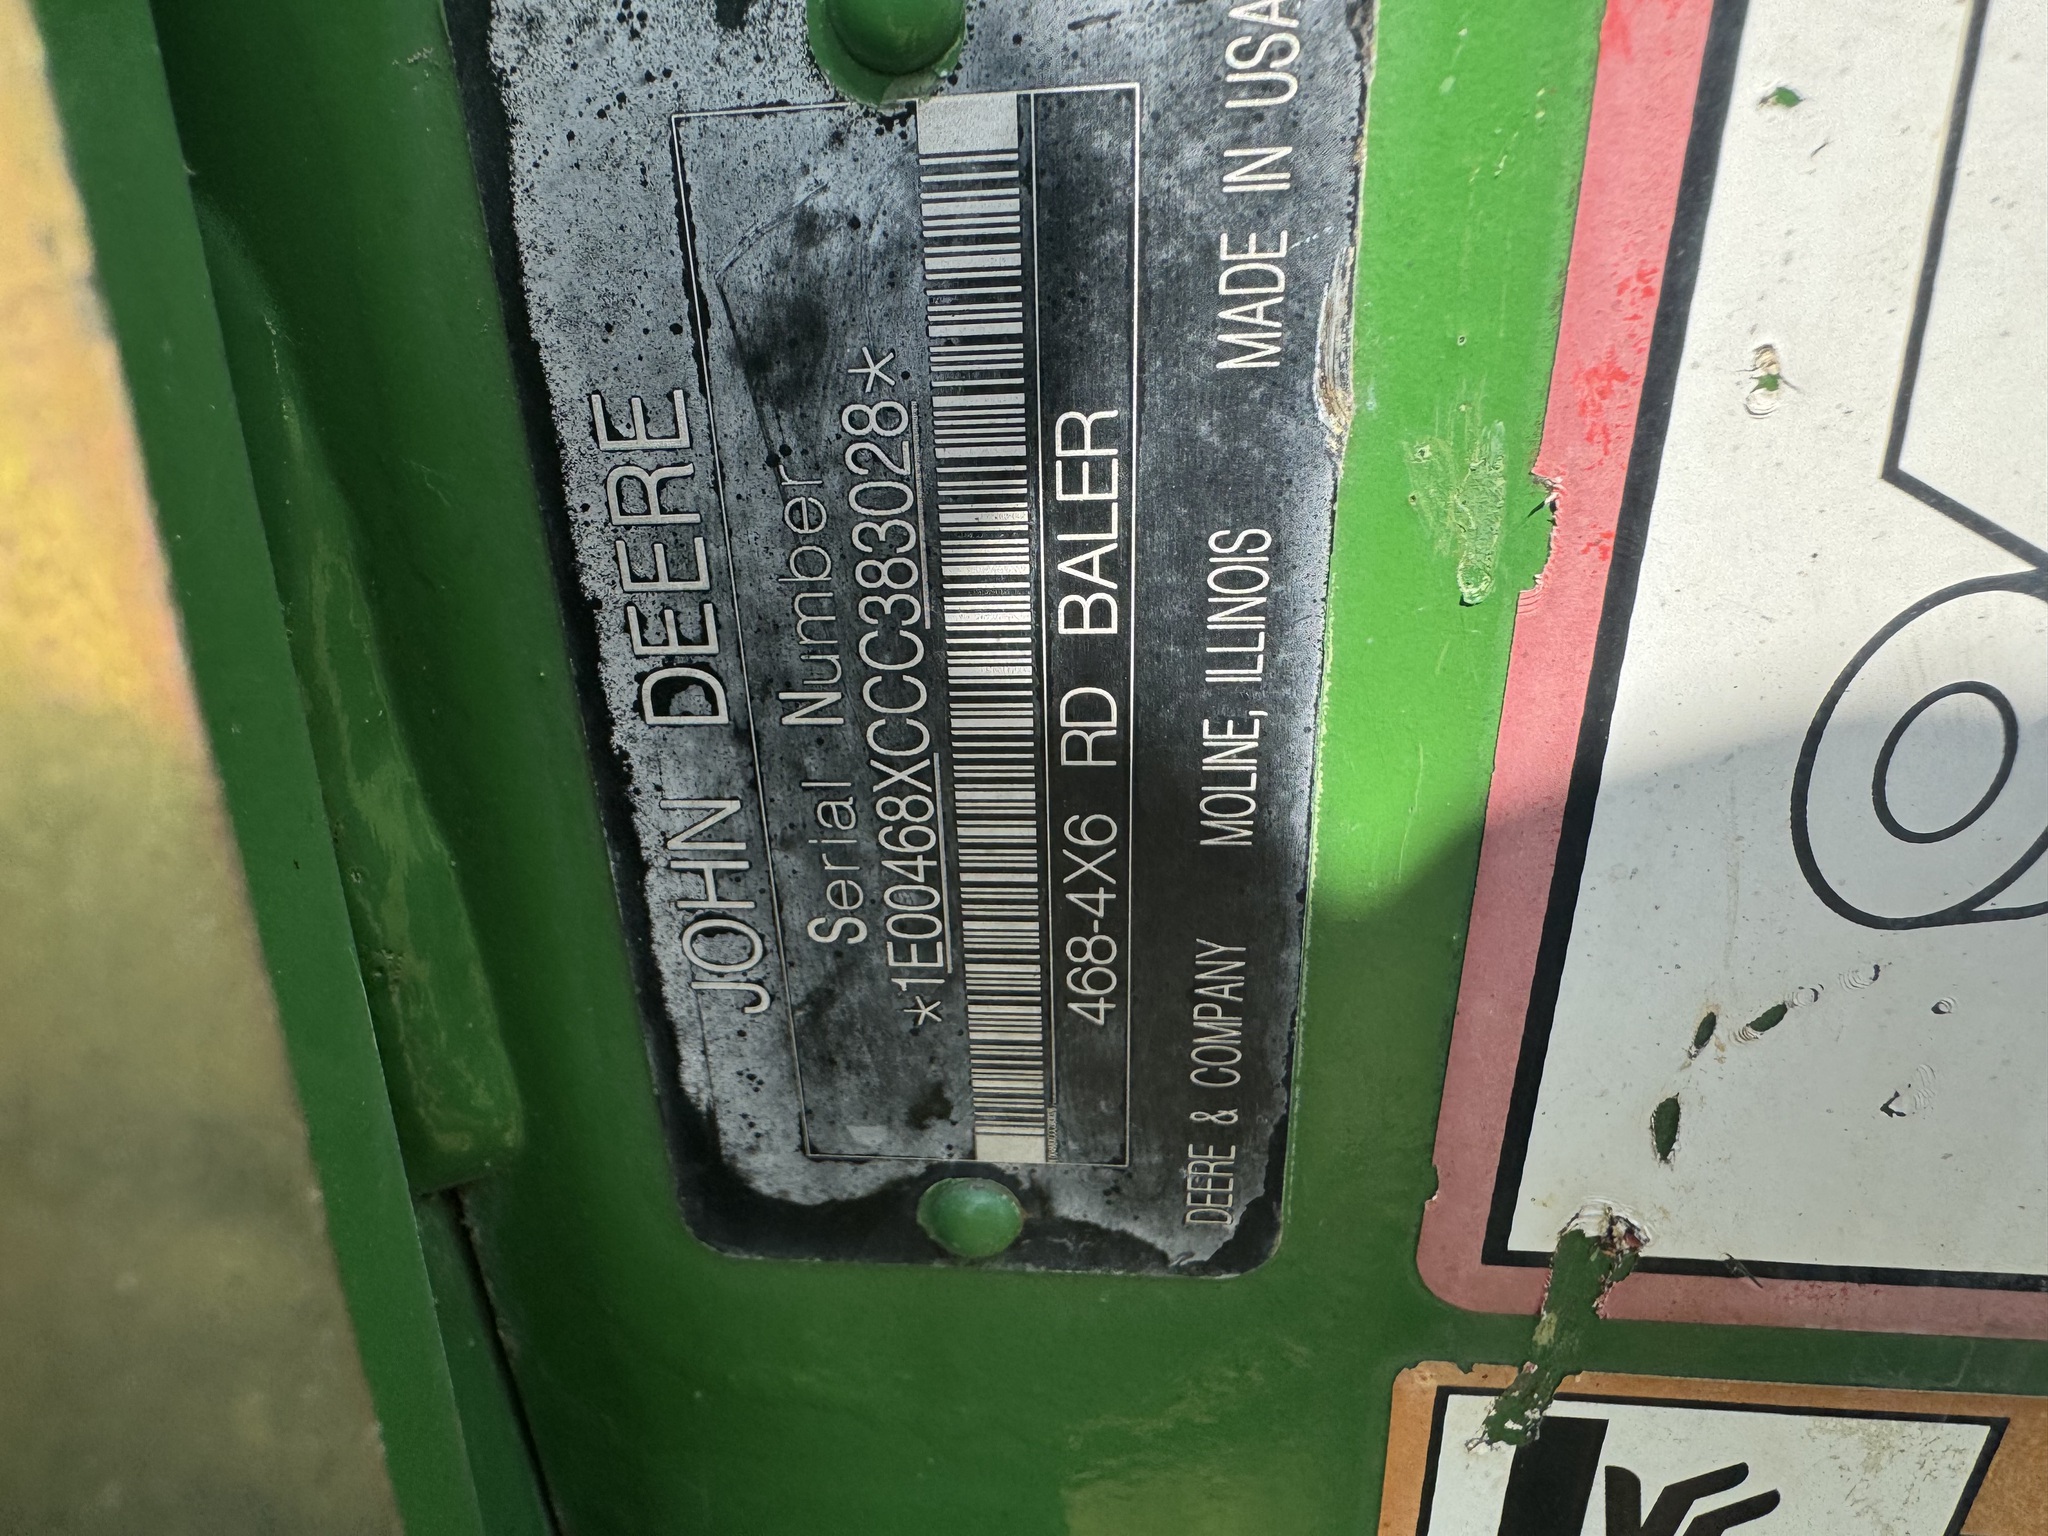 JOHN DEERE
Serial Number
*1E00468XCCC383028*
468-4X6 RD BALER
DEERE & COMPANY MOLINE, ILLINOIS MADE IN USA